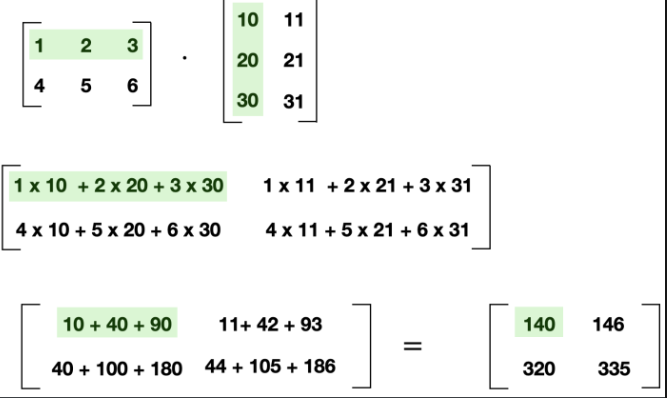 1 2 3 · 10 11
4 5 6 20 21
30 31
1 x 10 + 2 x 20 + 3 x 30 1 x 11 + 2 x 21 + 3 x 31
4 x 10 + 5 x 20 + 6 x 30 4 x 11 + 5 x 21 + 6 x 31
10 + 40 + 90 11+ 42 + 93 = 140 146
40 + 100 + 180 44 + 105 + 186 320 335